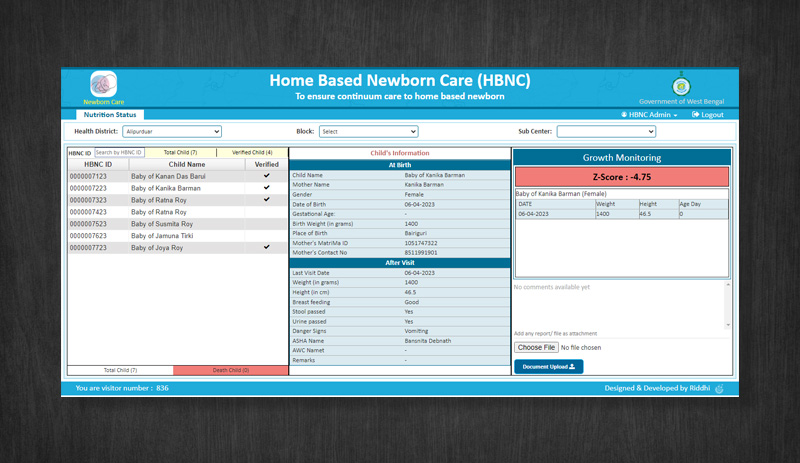 Home Based Newborn Care (HBNC)
To ensure continuum care to home based newborn
Newborn Care
Government of West Bengal
Nutrition Status
HBNC Admin
Logout
Health District: Alipurduar
Block: Select
Sub Center:
HBNC ID Search by HBNC ID Total Child (7) Verified Child (4)
HBNC ID Child Name Verified
0000007123 Baby of Kanan Das Barui ✔
0000007223 Baby of Kanika Barman ✔
0000007323 Baby of Ratna Roy ✔
0000007423 Baby of Ratna Roy
0000007523 Baby of Susmita Roy
0000007623 Baby of Jamuna Tirki
0000007723 Baby of Joya Roy ✔
Total Child (7) Death Child (0)
Child's Information
At Birth
Child Name Baby of Kanika Barman
Mother Name Kanika Barman
Gender Female
Date of Birth 06-04-2023
Gestational Age: -
Birth Weight (in grams) 1400
Place of Birth Bairiguri
Mother's MatriMa ID 1051747322
Mother's Contact No 8511991901
After Visit
Last Visit Date 06-04-2023
Weight (in grams) 1400
Height (in cm) 46.5
Breast feeding Good
Stool passed Yes
Urine passed Yes
Danger Signs Vomiting
ASHA Name Bansnita Debnath
AWC Namet -
Remarks -
Growth Monitoring
Z-Score : -4.75
Baby of Kanika Barman (Female)
DATE Weight Height Age Day
06-04-2023 1400 46.5 0
No comments available yet
Add any report/ file as attachment
Choose File No file chosen
Document Upload
You are visitor number : 836
Designed & Developed by Riddhi